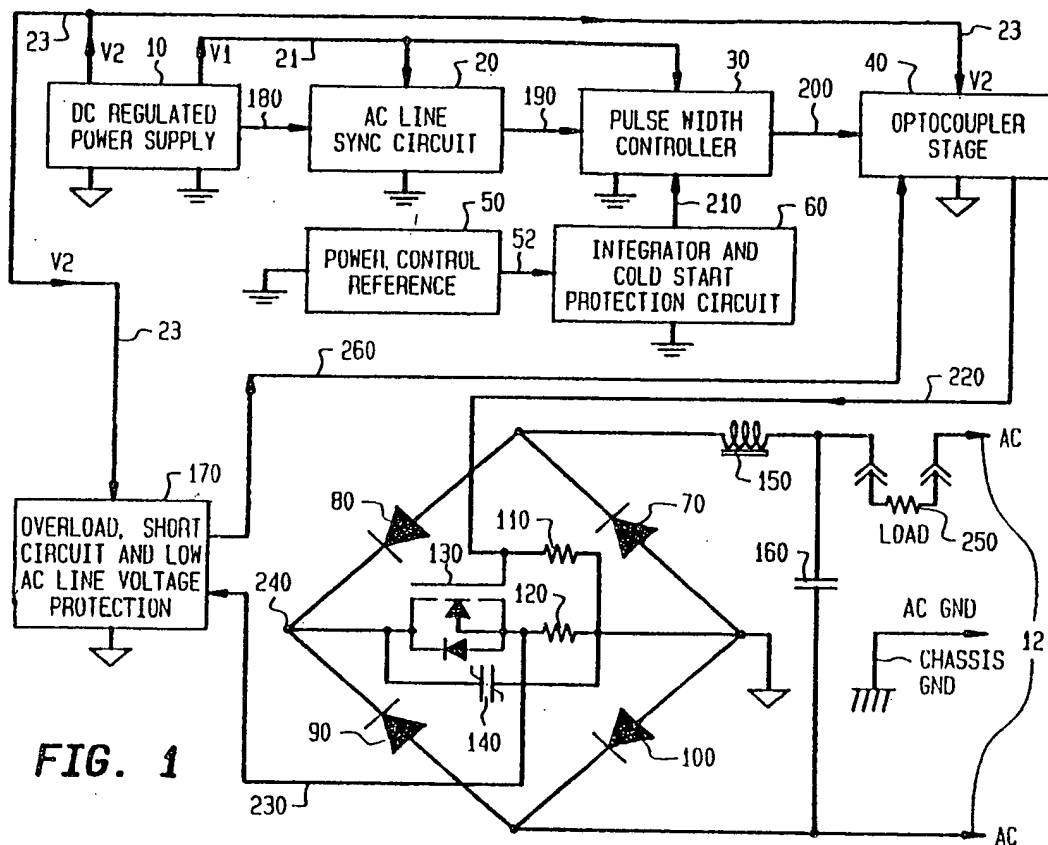 23
10
V2
V1
21
20
30
200
40
23
V2
DC REGULATED
POWER SUPPLY
180
AC LINE
SYNC CIRCUIT
190
PULSE WIDTH
CONTROLLER
OPTOCOUPLER
STAGE
50
210
60
POWER CONTROL
REFERENCE
52
INTEGRATOR AND
COLD START
PROTECTION CIRCUIT
V2
23
260
220
170
OVERLOAD, SHORT
CIRCUIT AND LOW
AC LINE VOLTAGE
PROTECTION
80
70
150
AC
LOAD
250
110
130
160
120
240
AC GND
12
CHASSIS
GND
140
90
100
FIG. 1
230
AC